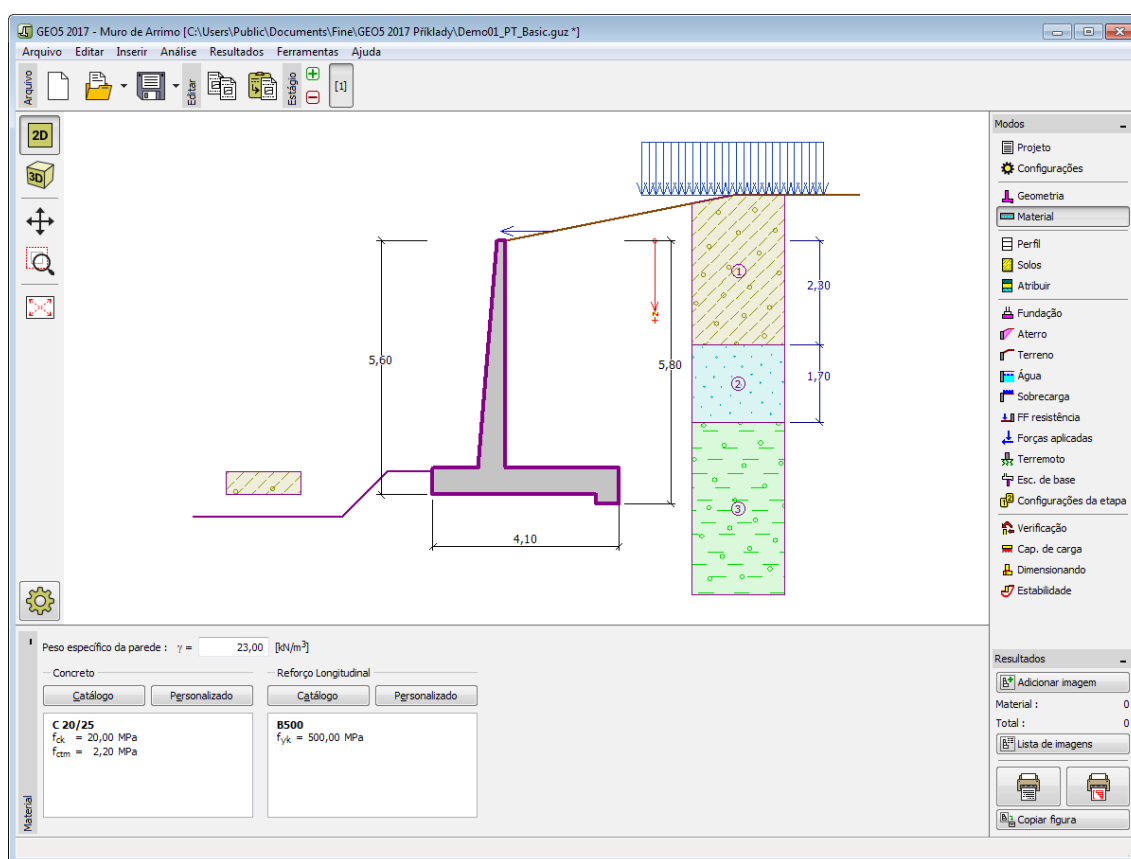 GEO5 2017 - Muro de Arrimo [C:\Users\Public\Documents\Fine\GEO5 2017 Příklady\Demo01_PT_Basic.guz *]
Arquivo Editar Inserir Análise Resultados Ferramentas Ajuda
Arquivo
Editar
Estágio
[1]
2D
3D
5,60
5,80
4,10
+z
1
2
3
2,30
1,70
Modos
Projeto
Configurações
Geometria
Material
Perfil
Solos
Atribuir
Fundação
Aterro
Terreno
Água
Sobrecarga
FF resistência
Forças aplicadas
Terremoto
Esc. de base
Configurações da etapa
Verificação
Cap. de carga
Dimensionando
Estabilidade
Material
Peso específico da parede : γ = 23,00 [kN/m³]
Concreto
Catálogo Personalizado
C 20/25
fck = 20,00 MPa
fctm = 2,20 MPa
Reforço Longitudinal
Catálogo Personalizado
B500
fyk = 500,00 MPa
Resultados
Adicionar imagem
Material : 0
Total : 0
Lista de imagens
Copiar figura